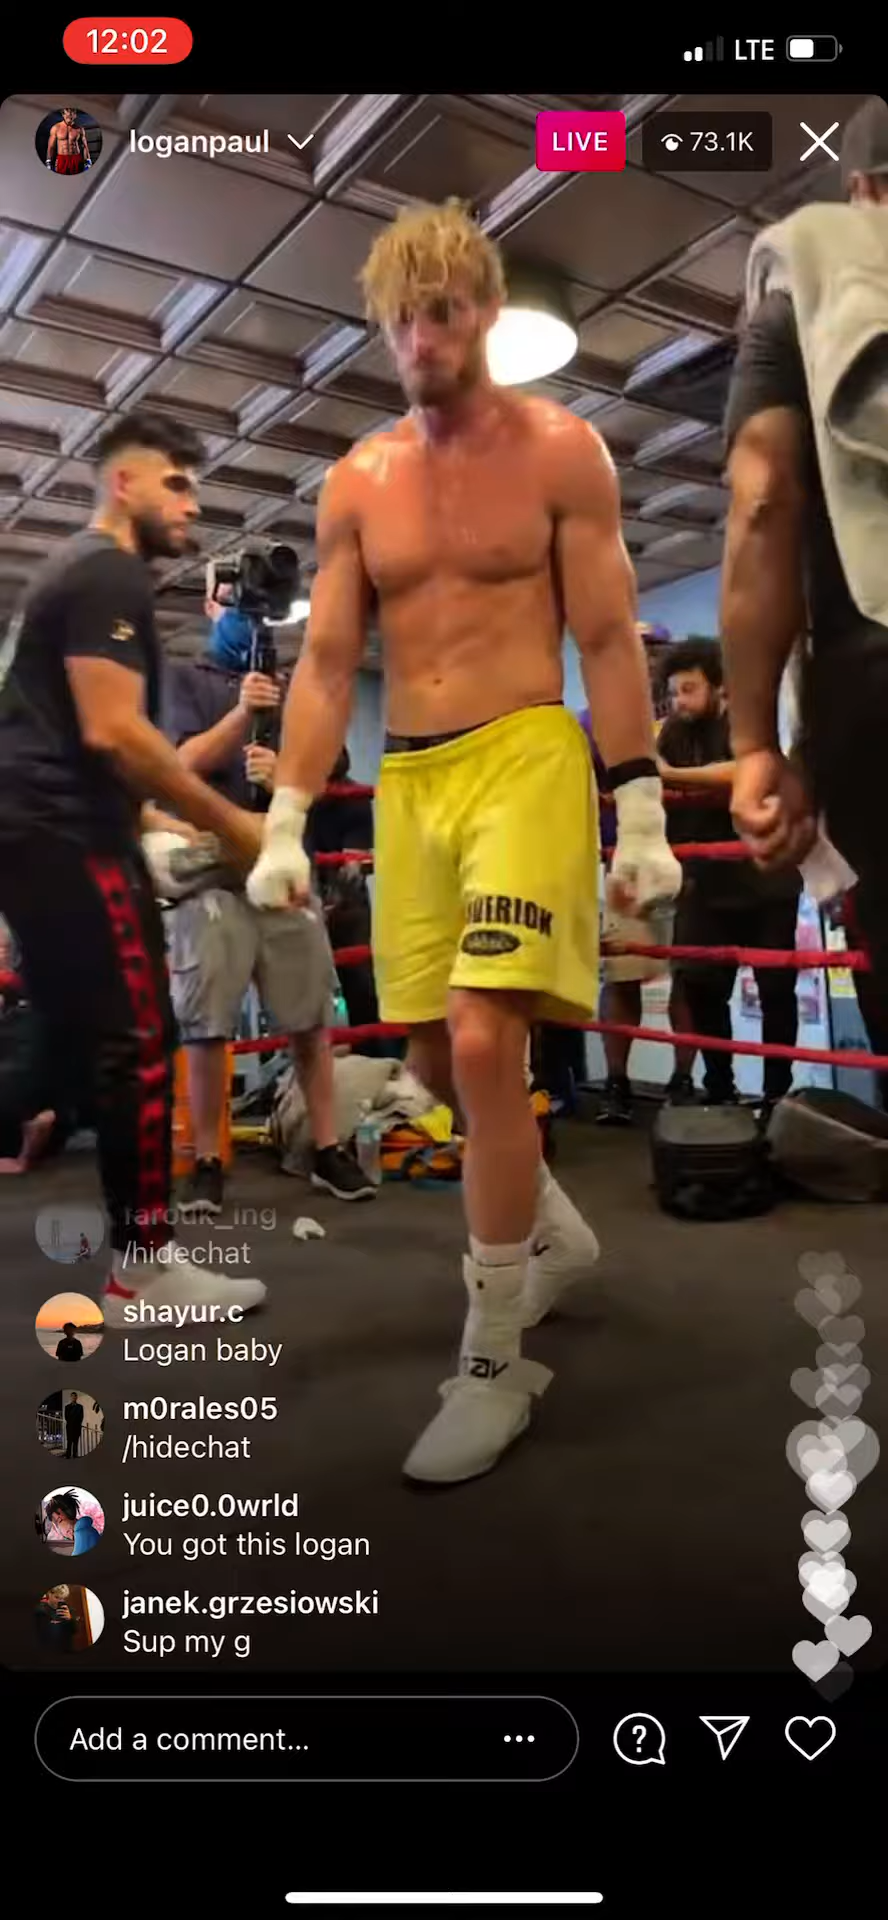 12:02
LTE
loganpaul
LIVE
73.1K
farouk_ing
/hidechat
shayur.c
Logan baby
m0rales05
/hidechat
juice0.0wrld
You got this logan
janek.grzesiowski
Sup my g
Add a comment...